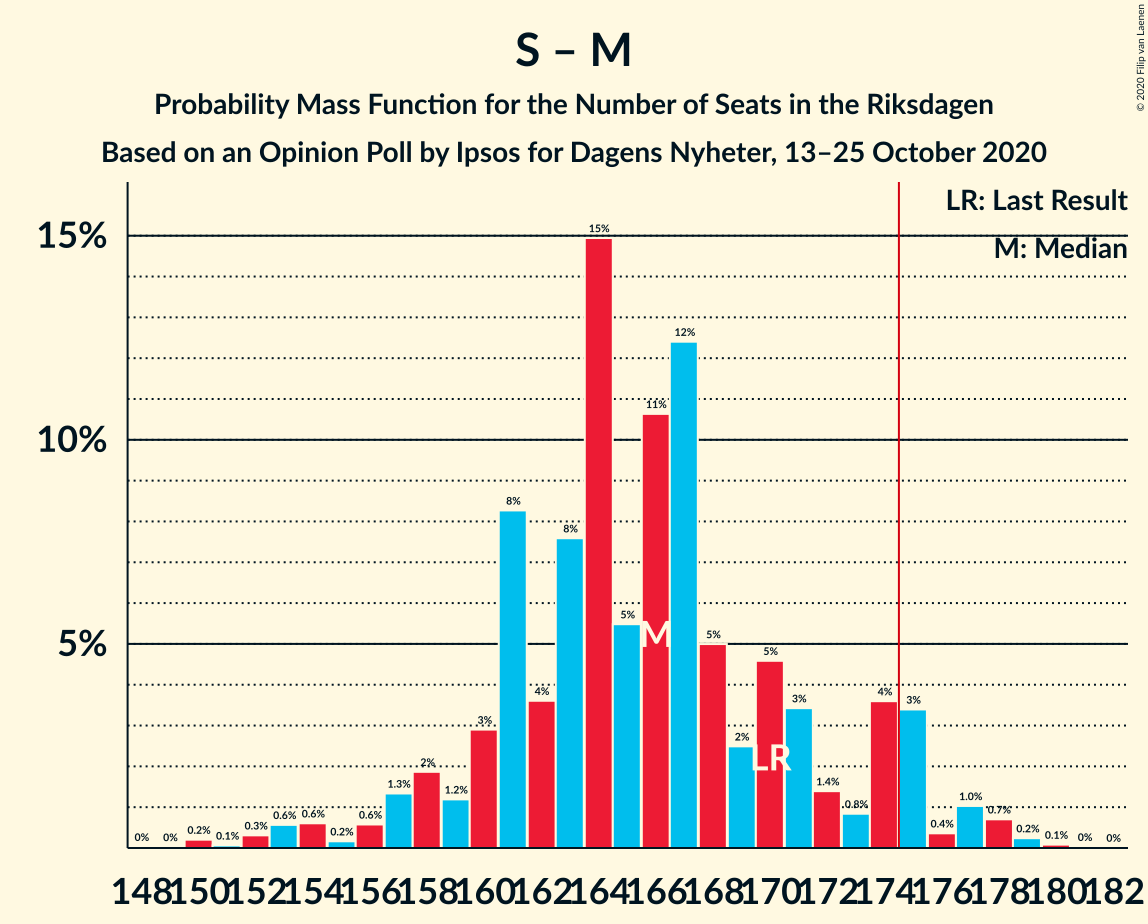 S – M
Probability Mass Function for the Number of Seats in the Riksdagen
Based on an Opinion Poll by Ipsos for Dagens Nyheter, 13–25 October 2020
© 2020 Filip van Laenen
LR: Last Result
M: Median
15%
10%
5%
0% 0% 0.2% 0.1% 0.3% 0.6% 0.6% 0.2% 0.6% 1.3% 2% 1.2% 3% 8% 4% 8% 15% 5% 11% 12% 5% 2% 5% 3% 1.4% 0.8% 4% 3% 0.4% 1.0% 0.7% 0.2% 0.1% 0% 0%
M
LR
148 150 152 154 156 158 160 162 164 166 168 170 172 174 176 178 180 182